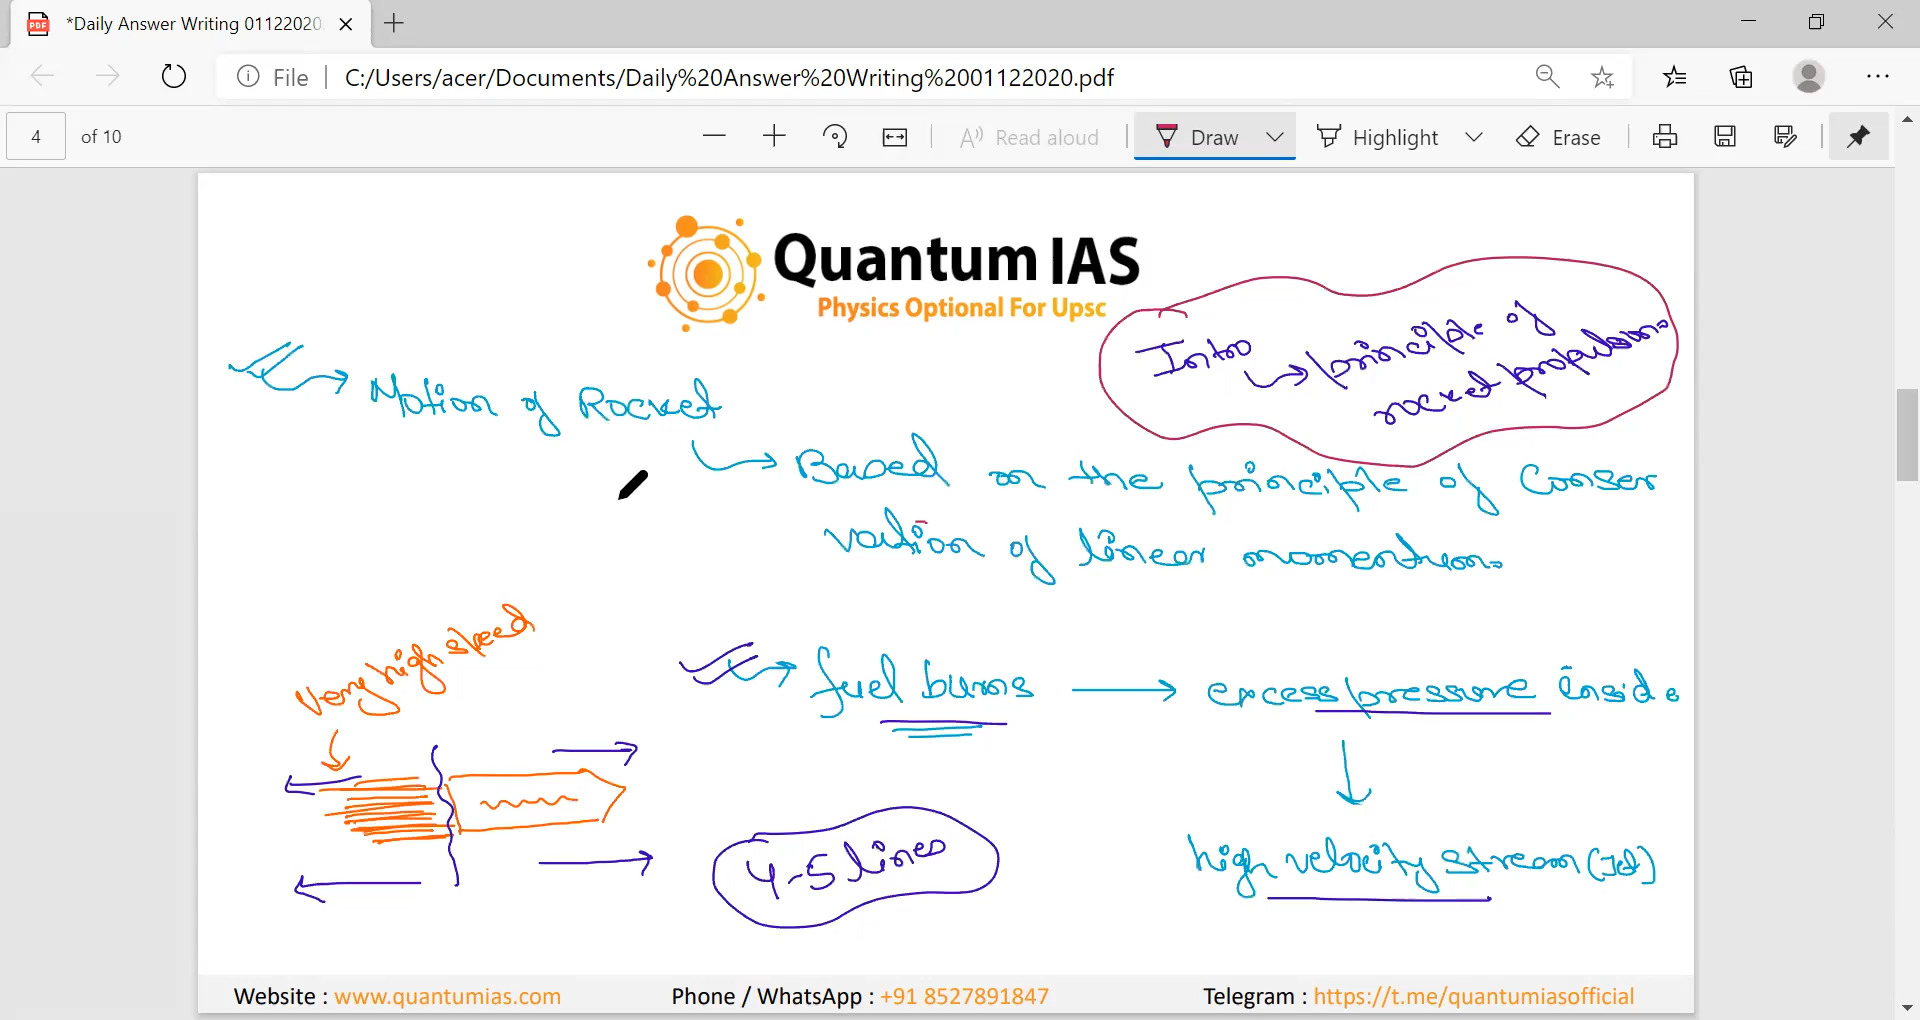 *Daily Answer Writing 01122020
File
C:/Users/acer/Documents/Daily%20Answer%20Writing%2001122020.pdf
4 of 10
Read aloud
Draw
Highlight
Erase
Quantum IAS
Physics Optional For Upsc
Intro → principle of
rocket propulsion.
Motion of Rocket
Based on the principle of Conser
vation of linear momentum.
Very high speed
fuel burns → excess pressure inside
4-5 lines
high velocity stream (Jet)
Website : www.quantumias.com
Phone / WhatsApp : +91 8527891847
Telegram : https://t.me/quantumiasofficial